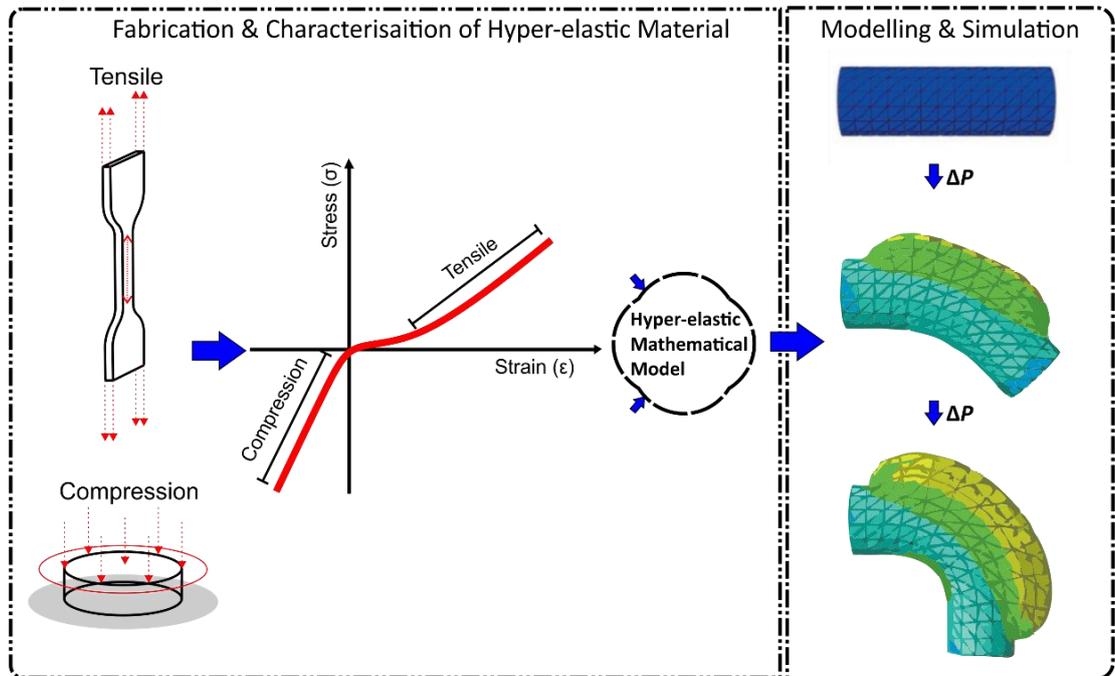 Fabrication & Characterisaition of Hyper-elastic Material
Tensile
Stress (σ)
Tensile
Strain (ε)
Compression
Hyper-elastic
Mathematical
Model
Compression
Modelling & Simulation
ΔP
ΔP